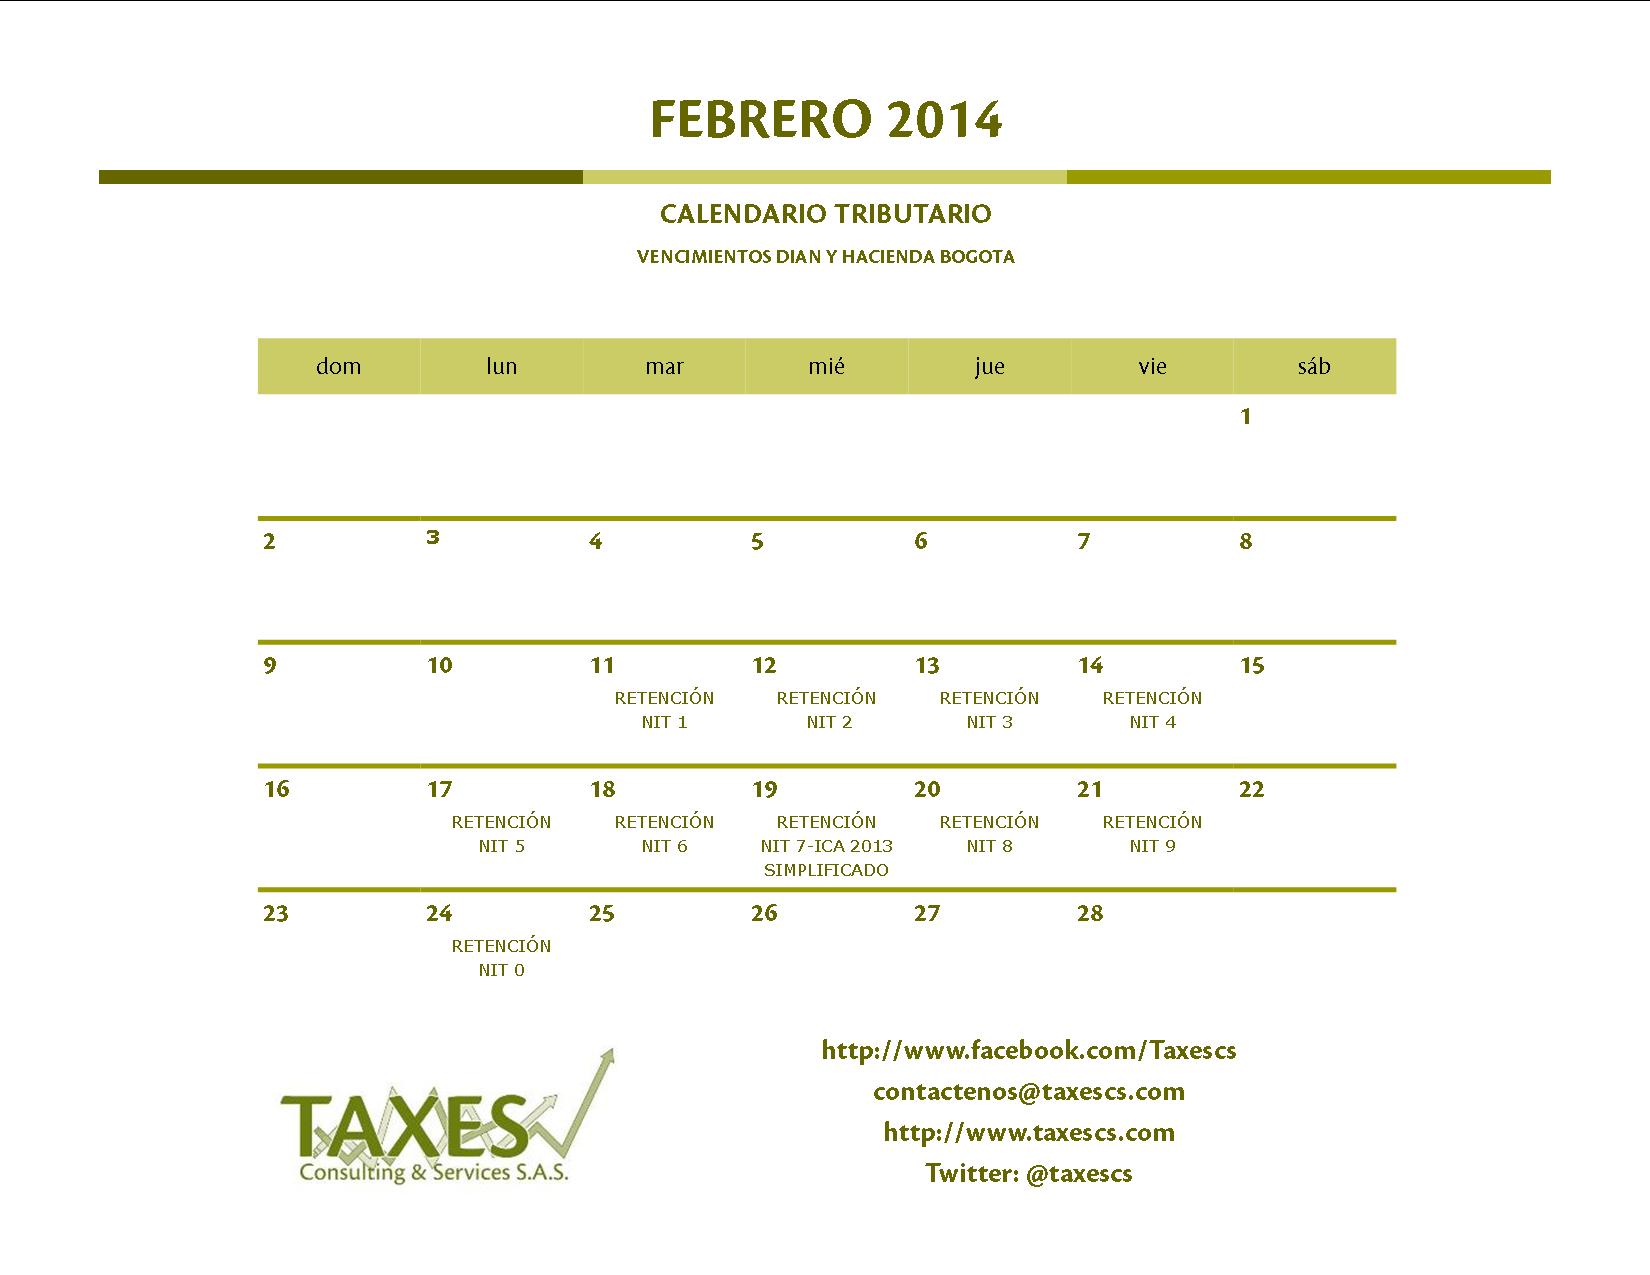 FEBRERO 2014
CALENDARIO TRIBUTARIO
VENCIMIENTOS DIAN Y HACIENDA BOGOTA
dom lun mar mié jue vie sáb
1
2 3 4 5 6 7 8
9 10 11 12 13 14 15
RETENCIÓN RETENCIÓN RETENCIÓN RETENCIÓN
NIT 1 NIT 2 NIT 3 NIT 4
16 17 18 19 20 21 22
RETENCIÓN RETENCIÓN RETENCIÓN RETENCIÓN RETENCIÓN
NIT 5 NIT 6 NIT 7-ICA 2013 NIT 8 NIT 9
SIMPLIFICADO
23 24 25 26 27 28
RETENCIÓN
NIT 0
TAXES
Consulting & Services S.A.S.
http://www.facebook.com/Taxescs
contactenos@taxescs.com
http://www.taxescs.com
Twitter: @taxescs